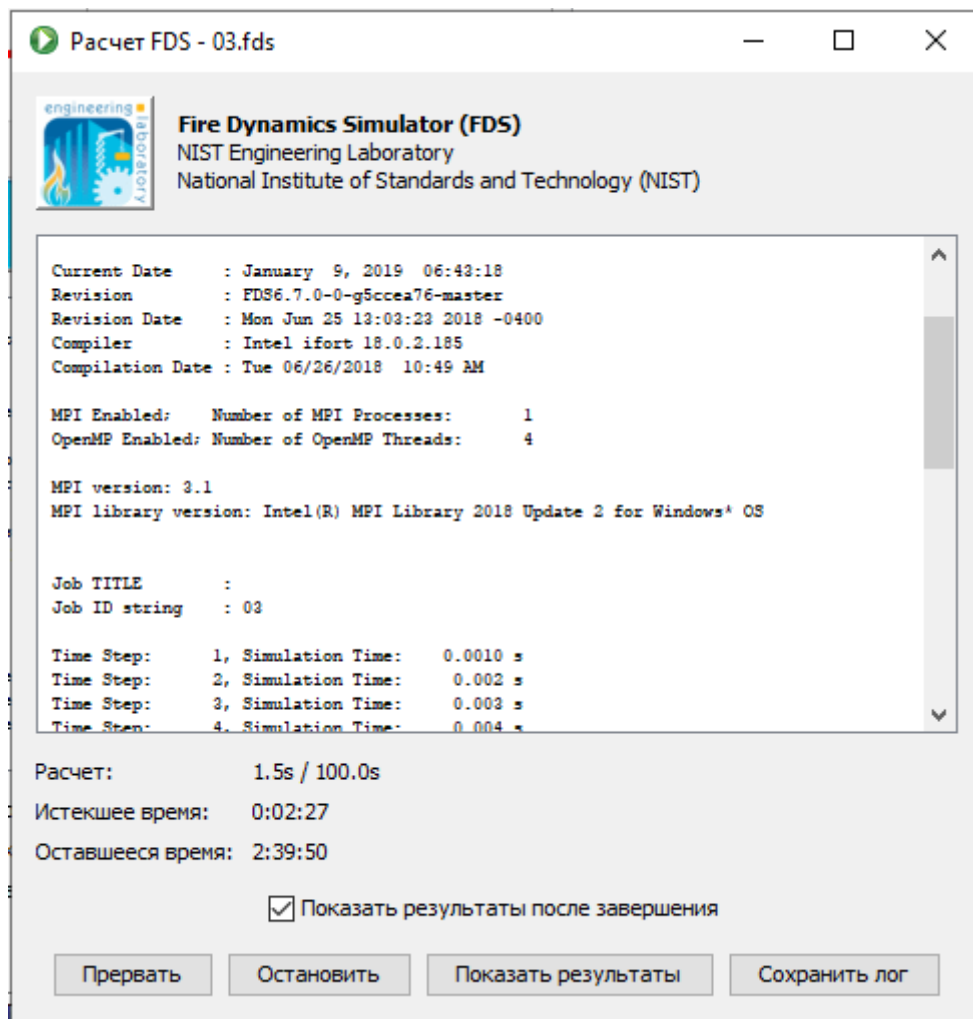 Расчет FDS - 03.fds
engineering
laboratory
Fire Dynamics Simulator (FDS)
NIST Engineering Laboratory
National Institute of Standards and Technology (NIST)
Current Date : January 9, 2019 06:43:18
Revision : FDS6.7.0-0-g5ccea76-master
Revision Date : Mon Jun 25 13:03:23 2018 -0400
Compiler : Intel ifort 18.0.2.185
Compilation Date : Tue 06/26/2018 10:49 AM
MPI Enabled; Number of MPI Processes: 1
OpenMP Enabled; Number of OpenMP Threads: 4
MPI version: 3.1
MPI library version: Intel(R) MPI Library 2018 Update 2 for Windows* OS
Job TITLE :
Job ID string : 03
Time Step: 1, Simulation Time: 0.0010 s
Time Step: 2, Simulation Time: 0.002 s
Time Step: 3, Simulation Time: 0.003 s
Time Step: 4, Simulation Time: 0.004 s
Расчет: 1.5s / 100.0s
Истекшее время: 0:02:27
Оставшееся время: 2:39:50
Показать результаты после завершения
Прервать Остановить Показать результаты Сохранить лог